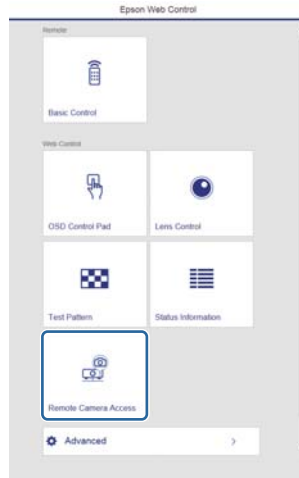 Epson Web Control
Remote
Basic Control
Web Control
OSD Control Pad
Lens Control
Test Pattern
Status Information
Remote Camera Access
Advanced